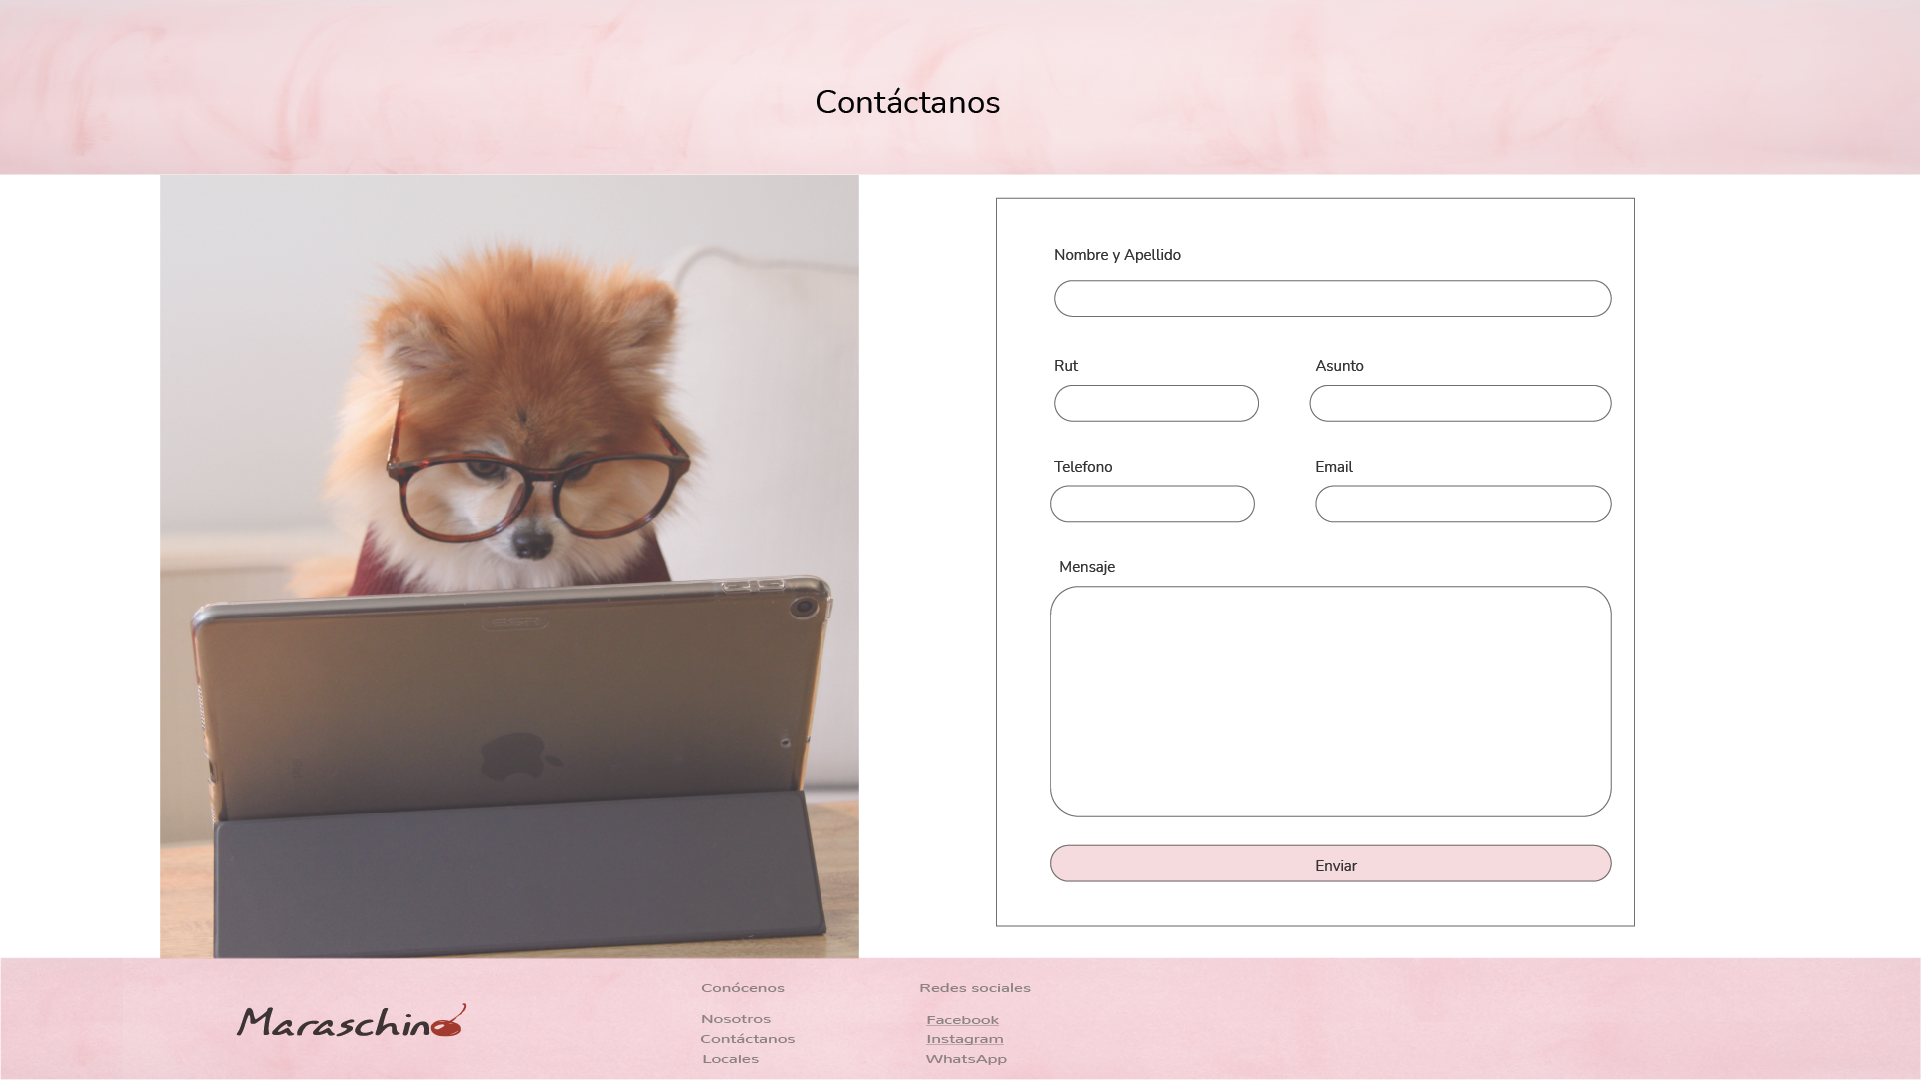 Contáctanos
Nombre y Apellido
Rut
Asunto
Telefono
Email
Mensaje
Enviar
Maraschino
Conócenos
Nosotros
Contáctanos
Locales
Redes sociales
Facebook
Instagram
WhatsApp